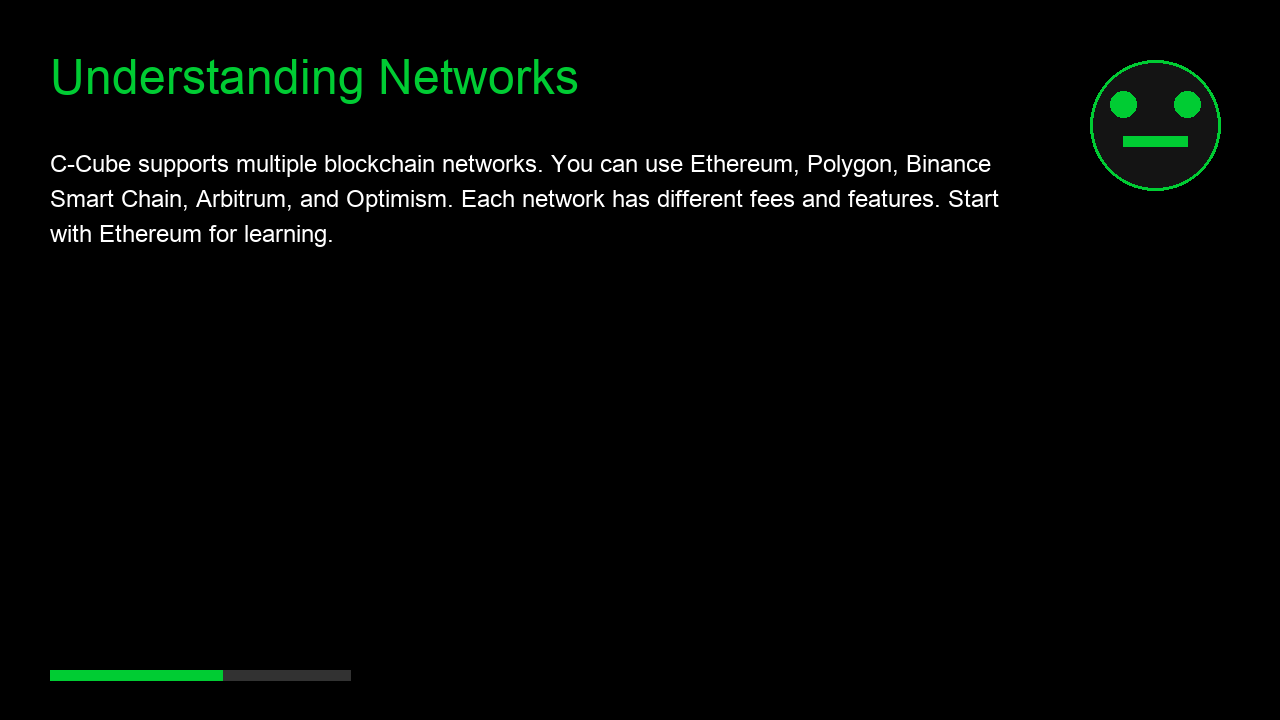 Understanding Networks
C-Cube supports multiple blockchain networks. You can use Ethereum, Polygon, Binance
Smart Chain, Arbitrum, and Optimism. Each network has different fees and features. Start
with Ethereum for learning.